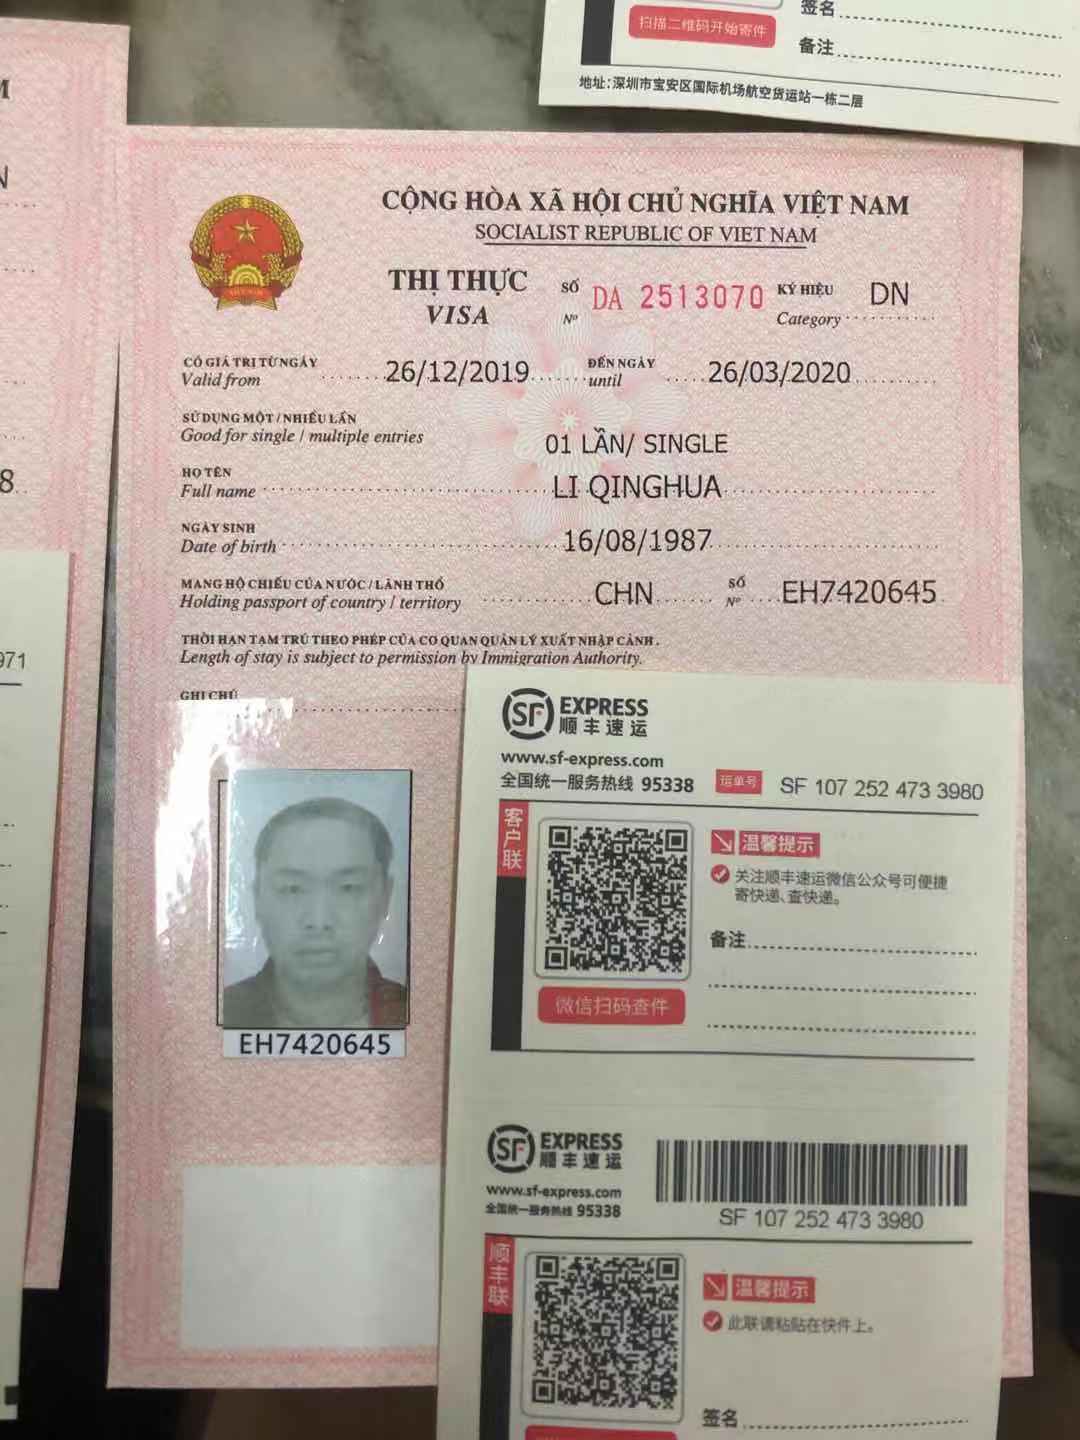 扫描二维码开始寄件
签名
备注
地址：深圳市宝安区国际机场航空货运站一栋二层
M
N
8
971
CỘNG HÒA XÃ HỘI CHỦ NGHĨA VIỆT NAM
SOCIALIST REPUBLIC OF VIET NAM
THỊ THỰC
VISA
SỐ
Nº
DA 2513070
KÝ HIỆU
Category
DN
CÓ GIÁ TRỊ TỪ NGÀY
Valid from
26/12/2019
ĐẾN NGÀY
until
26/03/2020
SỬ DỤNG MỘT / NHIỀU LẦN
Good for single / multiple entries
01 LẦN/ SINGLE
HỌ TÊN
Full name
LI QINGHUA
NGÀY SINH
Date of birth
16/08/1987
MANG HỘ CHIẾU CỦA NƯỚC / LÃNH THỔ
Holding passport of country / territory
CHN
SỐ
Nº
EH7420645
THỜI HẠN TẠM TRÚ THEO PHÉP CỦA CƠ QUAN QUẢN LÝ XUẤT NHẬP CẢNH.
Length of stay is subject to permission by Immigration Authority.
GHI CHÚ
EH7420645
SF EXPRESS
顺丰速运
www.sf-express.com
全国统一服务热线 95338
运单号
SF 107 252 473 3980
客户联
温馨提示
关注顺丰速运微信公众号可便捷
寄快递、查快递。
备注
微信扫码查件
SF EXPRESS
顺丰速运
www.sf-express.com
全国统一服务热线 95338
SF 107 252 473 3980
顺丰联
温馨提示
此联请粘贴在快件上。
签名